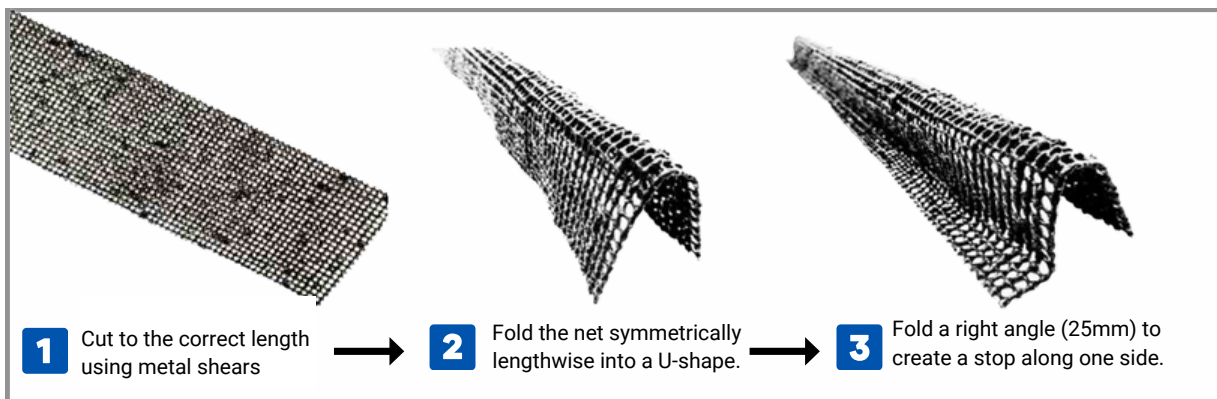 1
Cut to the correct length
using metal shears
2
Fold the net symmetrically
lengthwise into a U-shape.
3
Fold a right angle (25mm) to
create a stop along one side.